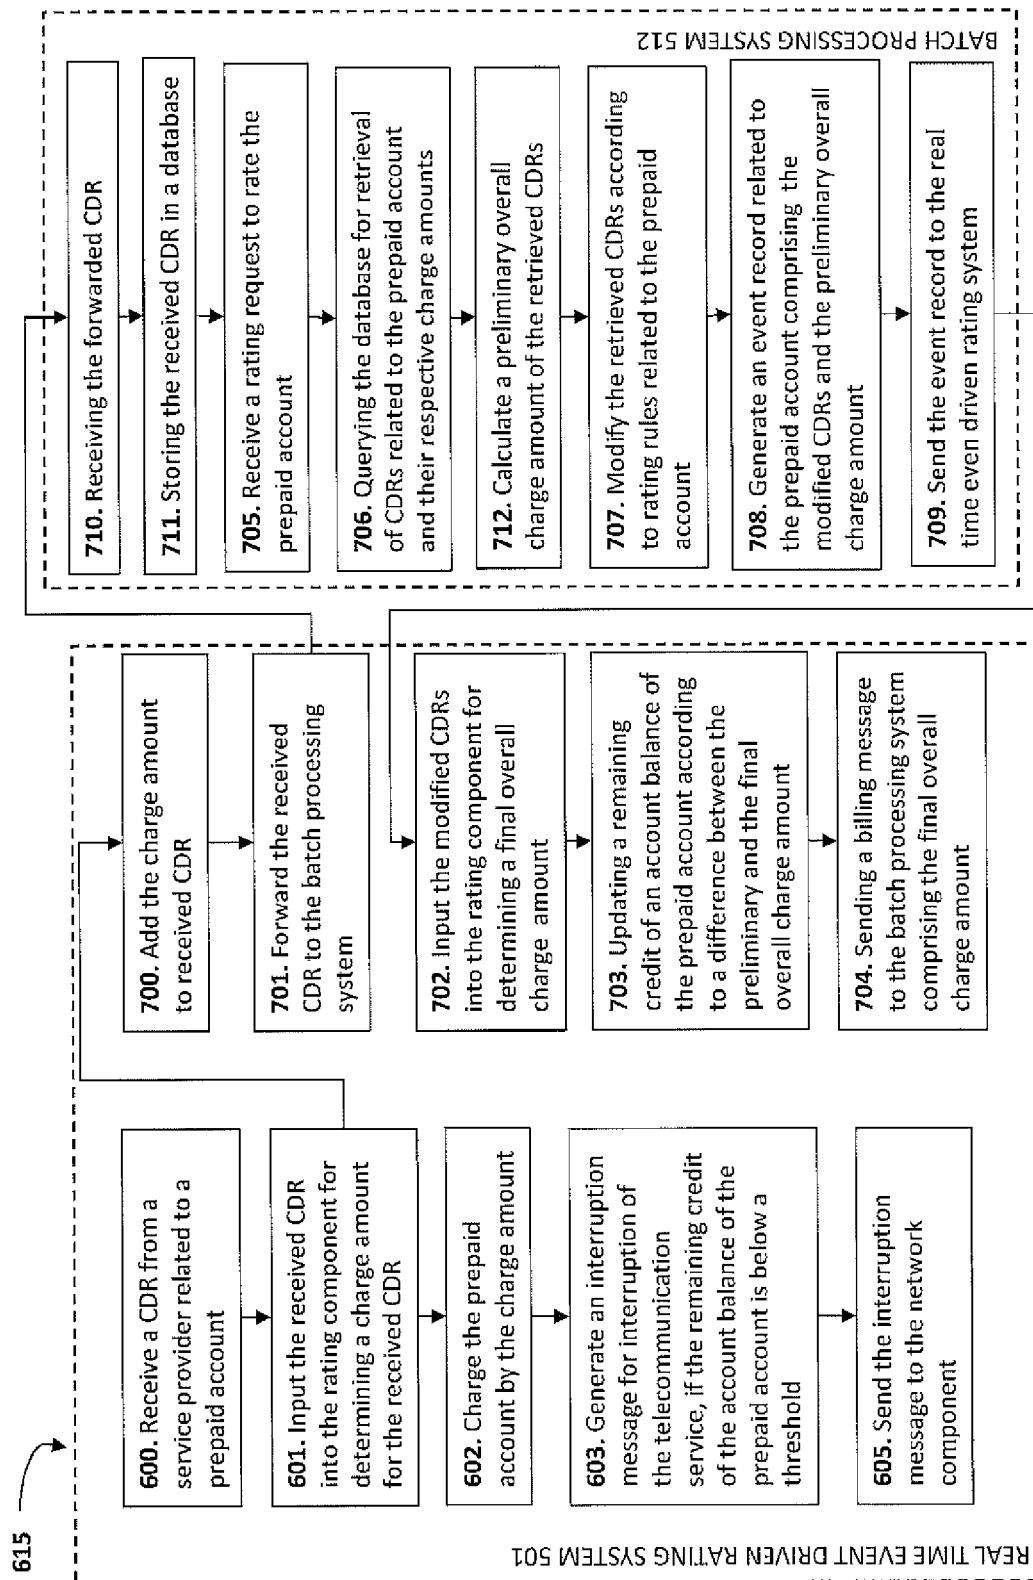 615
600. Receive a CDR from a
service provider related to a
prepaid account
601. Input the received CDR
into the rating component for
determining a charge amount
for the received CDR
602. Charge the prepaid
account by the charge amount
603. Generate an interruption
message for interruption of
the telecommunication
service, if the remaining credit
of the account balance of the
prepaid account is below a
threshold
605. Send the interruption
message to the network
component
REAL TIME EVENT DRIVEN RATING SYSTEM 501
700. Add the charge amount
to received CDR
701. Forward the received
CDR to the batch processing
system
702. Input the modified CDRs
into the rating component for
determining a final overall
charge amount
703. Updating a remaining
credit of an account balance of
the prepaid account according
to a difference between the
preliminary and the final
overall charge amount
704. Sending a billing message
to the batch processing system
comprising the final overall
charge amount
710. Receiving the forwarded CDR
711. Storing the received CDR in a database
705. Receive a rating request to rate the
prepaid account
706. Querying the database for retrieval
of CDRs related to the prepaid account
and their respective charge amounts
712. Calculate a preliminary overall
charge amount of the retrieved CDRs
707. Modify the retrieved CDRs according
to rating rules related to the prepaid
account
708. Generate an event record related to
the prepaid account comprising the
modified CDRs and the preliminary overall
charge amount
709. Send the event record to the real
time even driven rating system
BATCH PROCESSING SYSTEM 512